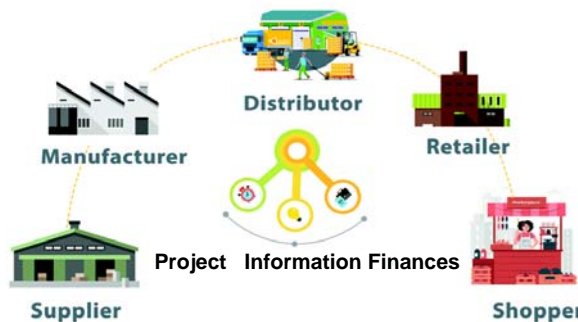 Distributor
Manufacturer
Retailer
Project Information Finances
Supplier
Shopper